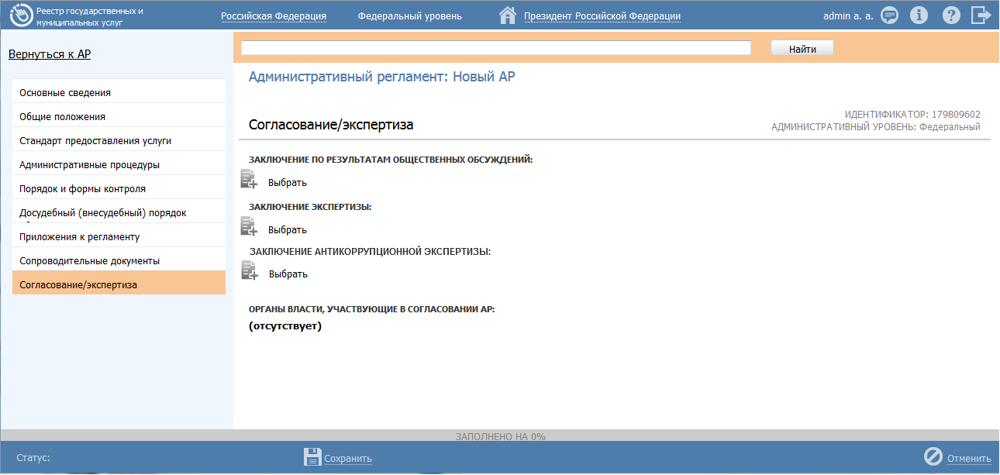 Реестр государственных и
муниципальных услуг
Российская Федерация
Федеральный уровень
Президент Российской Федерации
admin a. a.
Вернуться к АР
Найти
Основные сведения
Общие положения
Стандарт предоставления услуги
Административные процедуры
Порядок и формы контроля
Досудебный (внесудебный) порядок
Приложения к регламенту
Сопроводительные документы
Согласование/экспертиза
Административный регламент: Новый АР
Согласование/экспертиза
ИДЕНТИФИКАТОР: 179809602
АДМИНИСТРАТИВНЫЙ УРОВЕНЬ: Федеральный
ЗАКЛЮЧЕНИЕ ПО РЕЗУЛЬТАТАМ ОБЩЕСТВЕННЫХ ОБСУЖДЕНИЙ:
Выбрать
ЗАКЛЮЧЕНИЕ ЭКСПЕРТИЗЫ:
Выбрать
ЗАКЛЮЧЕНИЕ АНТИКОРРУПЦИОННОЙ ЭКСПЕРТИЗЫ:
Выбрать
ОРГАНЫ ВЛАСТИ, УЧАСТВУЮЩИЕ В СОГЛАСОВАНИИ АР:
(отсутствует)
ЗАПОЛНЕНО НА 0%
Статус:
Сохранить
Отменить